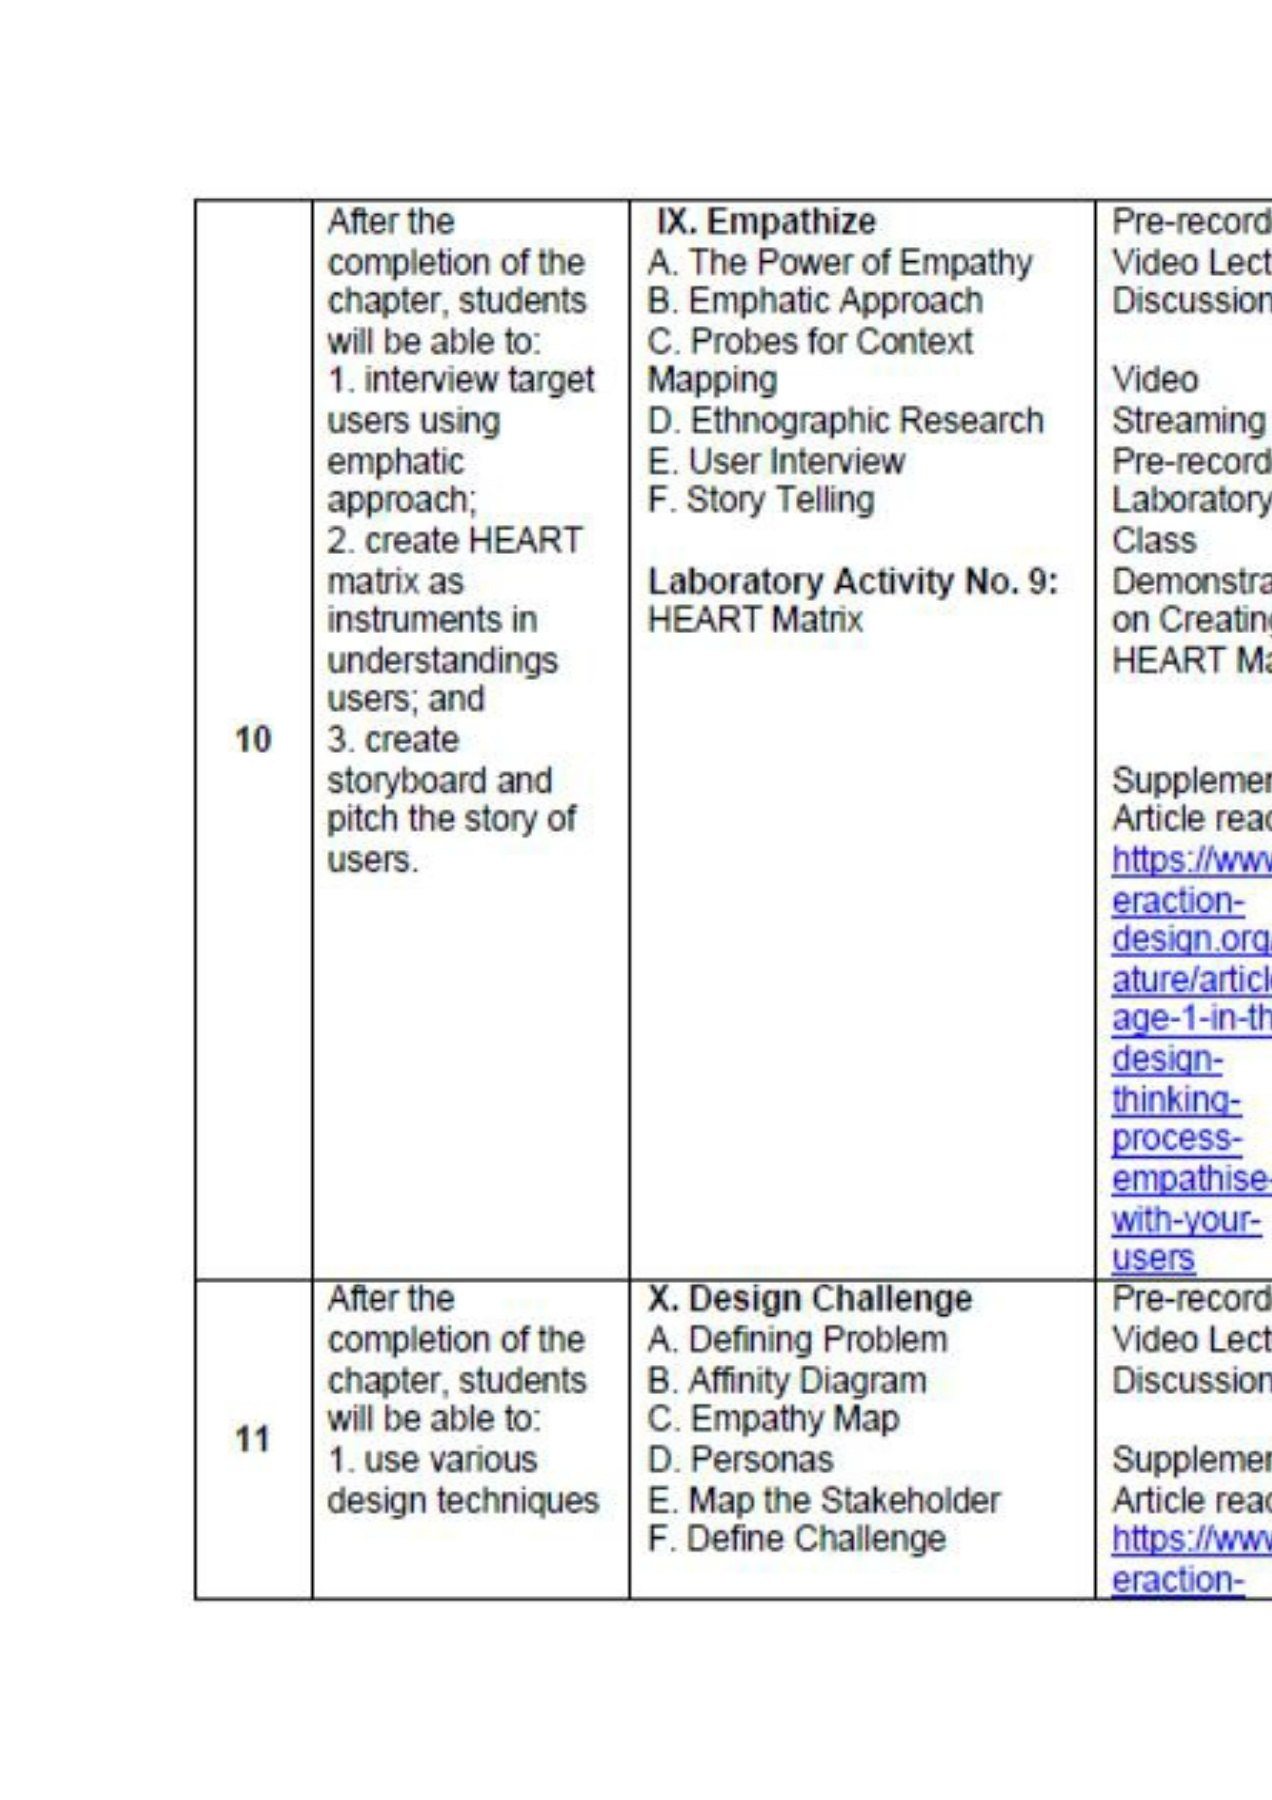 10
After the
completion of the
chapter, students
will be able to:
1. interview target
users using
emphatic
approach;
2. create HEART
matrix as
instruments in
understandings
users; and
3. create
storyboard and
pitch the story of
users.
IX. Empathize
A. The Power of Empathy
B. Emphatic Approach
C. Probes for Context
Mapping
D. Ethnographic Research
E. User Interview
F. Story Telling
Laboratory Activity No. 9:
HEART Matrix
Pre-record
Video Lect
Discussion
Video
Streaming
Pre-record
Laboratory
Class
Demonstra
on Creating
HEART Ma
Supplemen
Article read
https://www
eraction-
design.org/
ature/article
age-1-in-th
design-
thinking-
process-
empathise-
with-your-
users
11
After the
completion of the
chapter, students
will be able to:
1. use various
design techniques
X. Design Challenge
A. Defining Problem
B. Affinity Diagram
C. Empathy Map
D. Personas
E. Map the Stakeholder
F. Define Challenge
Pre-record
Video Lect
Discussion
Supplemen
Article read
https://www
eraction-